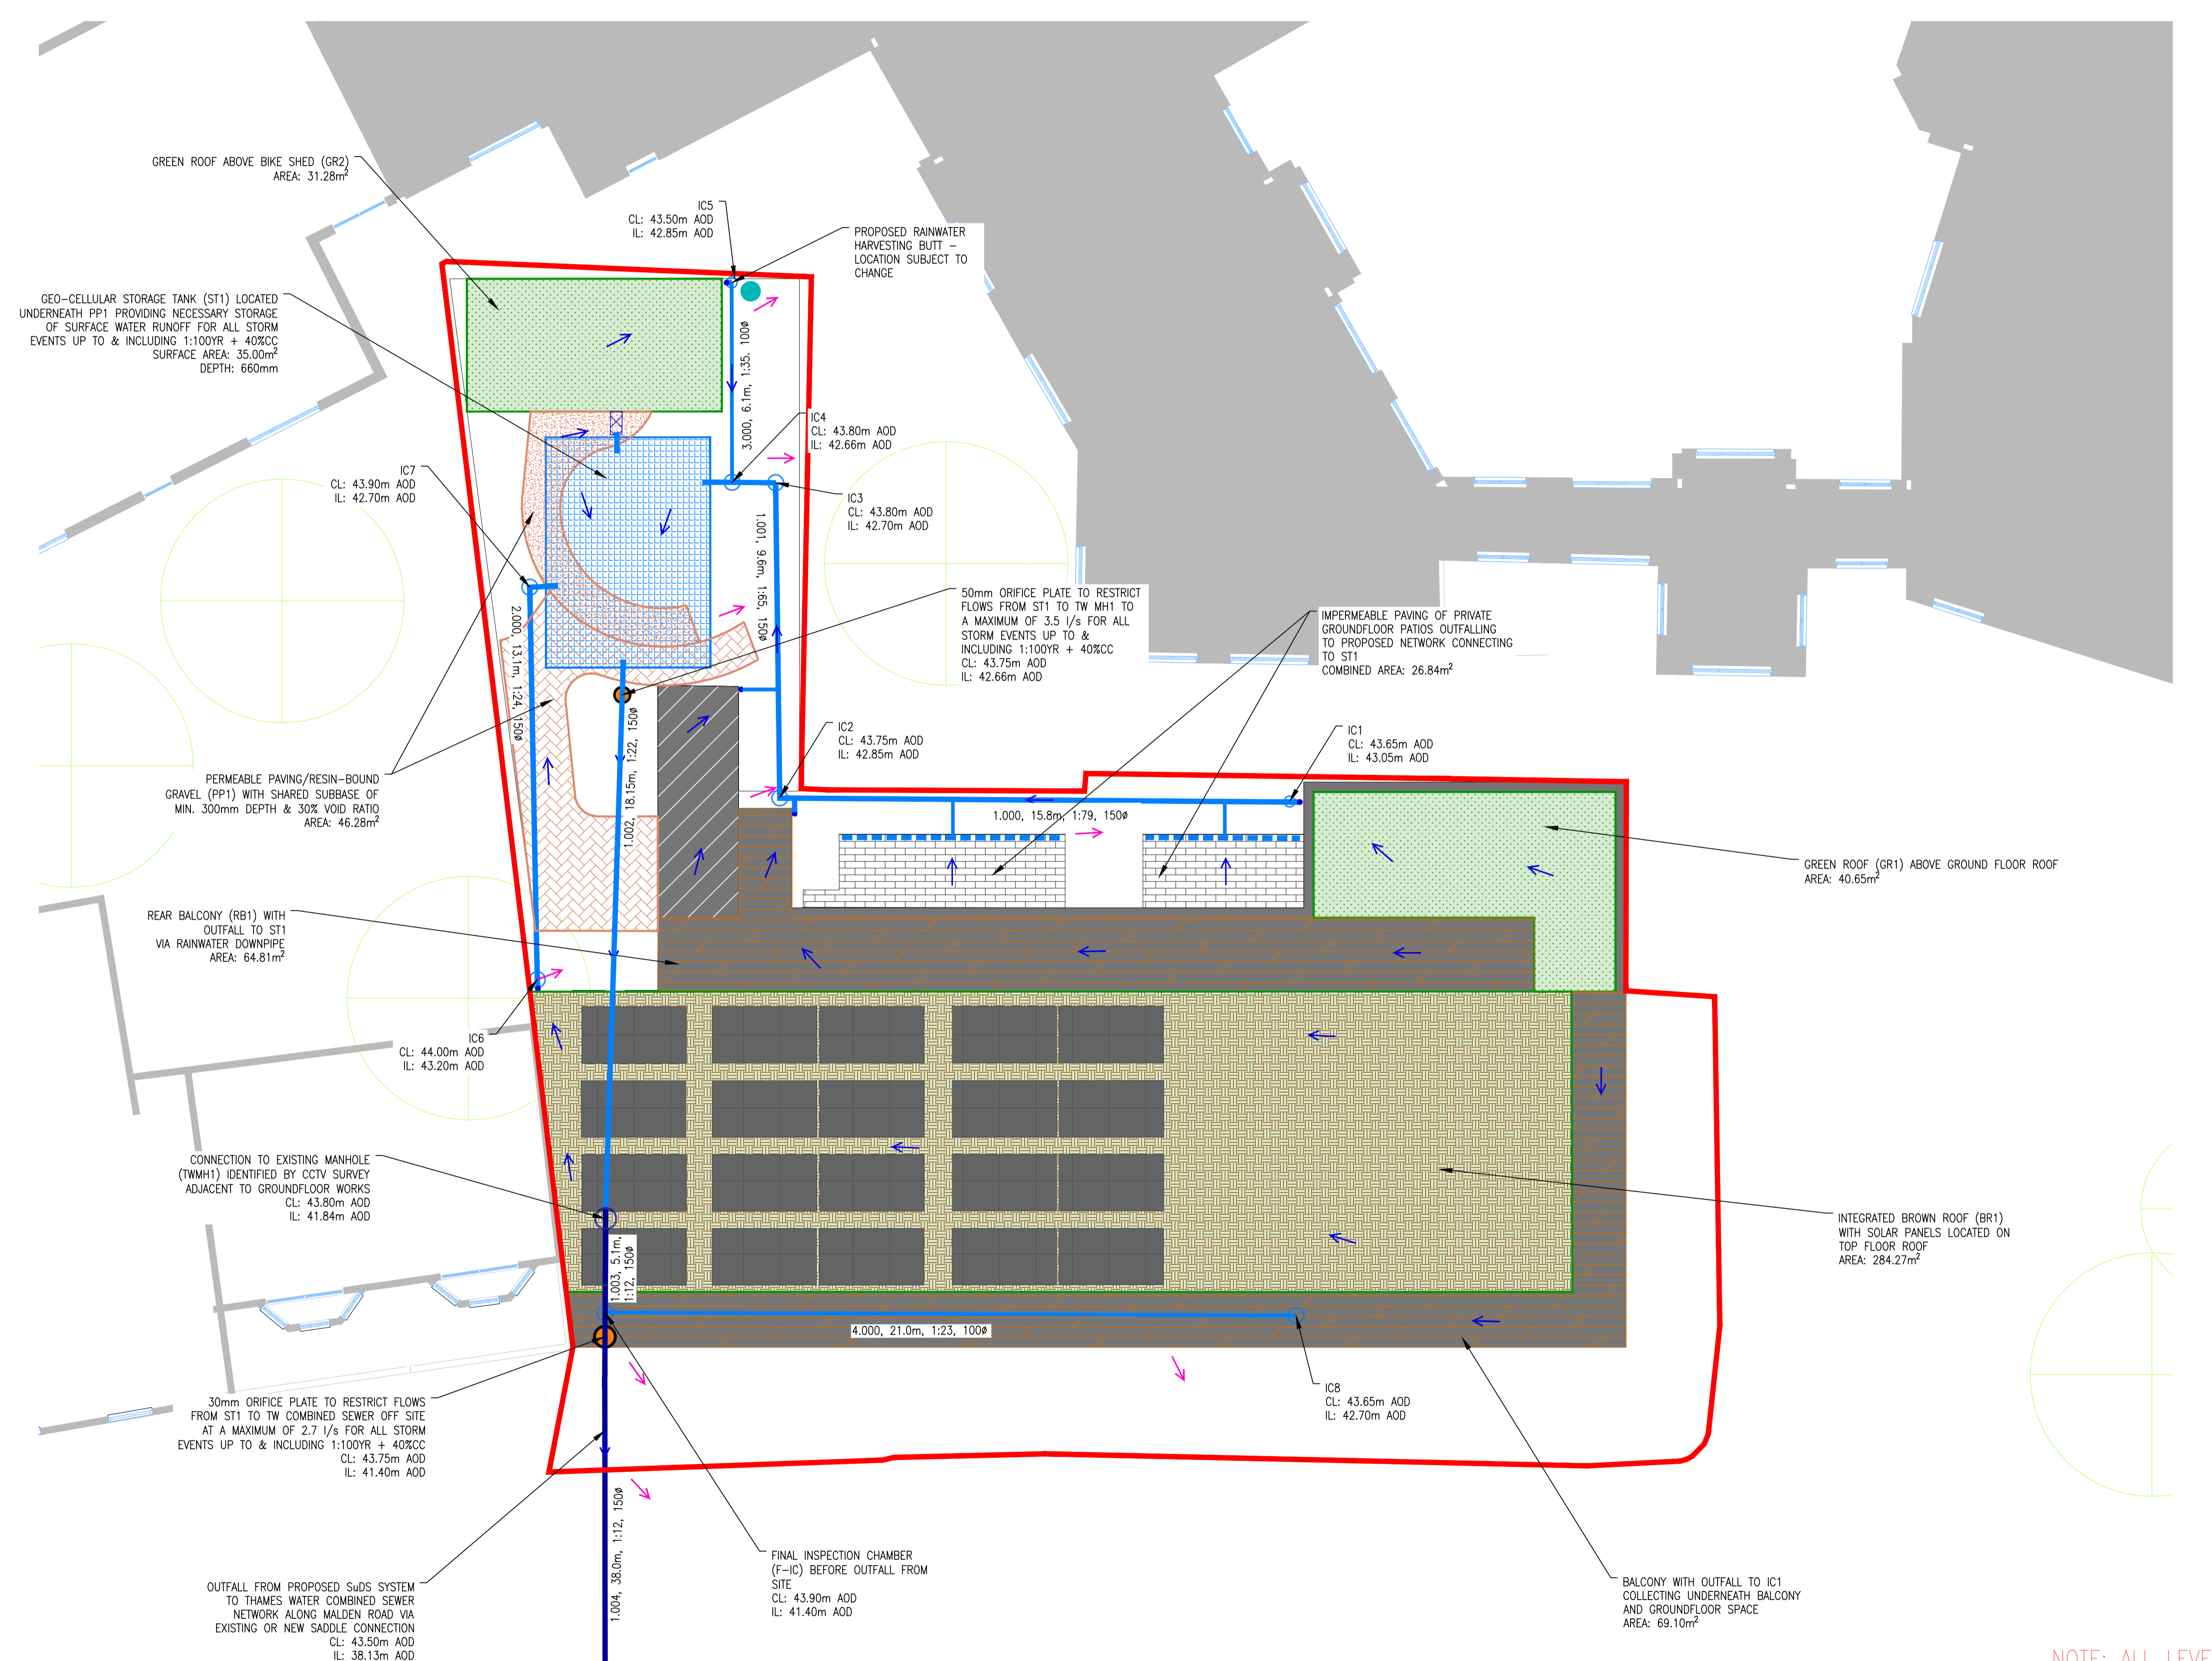 GREEN ROOF ABOVE BIKE SHED (GR2)
AREA: 31.28m²
IC5
CL: 43.50m AOD
IL: 42.85m AOD
PROPOSED RAINWATER
HARVESTING BUTT –
LOCATION SUBJECT TO
CHANGE
GEO–CELLULAR STORAGE TANK (ST1) LOCATED
UNDERNEATH PP1 PROVIDING NECESSARY STORAGE
OF SURFACE WATER RUNOFF FOR ALL STORM
EVENTS UP TO & INCLUDING 1:100YR + 40%CC
SURFACE AREA: 35.00m²
DEPTH: 660mm
3.000, 6.1m, 1:35. 100ø
IC4
CL: 43.80m AOD
IL: 42.66m AOD
IC7
CL: 43.90m AOD
IL: 42.70m AOD
IC3
CL: 43.80m AOD
IL: 42.70m AOD
1.001, 9.6m, 1:65, 150ø
50mm ORIFICE PLATE TO RESTRICT
FLOWS FROM ST1 TO TW MH1 TO
A MAXIMUM OF 3.5 l/s FOR ALL
STORM EVENTS UP TO &
INCLUDING 1:100YR + 40%CC
CL: 43.75m AOD
IL: 42.66m AOD
IMPERMEABLE PAVING OF PRIVATE
GROUNDFLOOR PATIOS OUTFALLING
TO PROPOSED NETWORK CONNECTING
TO ST1
COMBINED AREA: 26.84m²
2.000, 13.1m, 1:24, 150ø
1.002, 18.15m, 1:22, 150ø
IC2
CL: 43.75m AOD
IL: 42.85m AOD
IC1
CL: 43.65m AOD
IL: 43.05m AOD
PERMEABLE PAVING/RESIN–BOUND
GRAVEL (PP1) WITH SHARED SUBBASE OF
MIN. 300mm DEPTH & 30% VOID RATIO
AREA: 46.28m²
1.000, 15.8m, 1:79, 150ø
GREEN ROOF (GR1) ABOVE GROUND FLOOR ROOF
AREA: 40.65m²
REAR BALCONY (RB1) WITH
OUTFALL TO ST1
VIA RAINWATER DOWNPIPE
AREA: 64.81m²
IC6
CL: 44.00m AOD
IL: 43.20m AOD
CONNECTION TO EXISTING MANHOLE
(TWMH1) IDENTIFIED BY CCTV SURVEY
ADJACENT TO GROUNDFLOOR WORKS
CL: 43.80m AOD
IL: 41.84m AOD
1.003, 5.1m,
1:12, 150ø
INTEGRATED BROWN ROOF (BR1)
WITH SOLAR PANELS LOCATED ON
TOP FLOOR ROOF
AREA: 284.27m²
4.000, 21.0m, 1:23, 100ø
30mm ORIFICE PLATE TO RESTRICT FLOWS
FROM ST1 TO TW COMBINED SEWER OFF SITE
AT A MAXIMUM OF 2.7 l/s FOR ALL STORM
EVENTS UP TO & INCLUDING 1:100YR + 40%CC
CL: 43.75m AOD
IL: 41.40m AOD
IC8
CL: 43.65m AOD
IL: 42.70m AOD
1.004, 38.0m, 1:12, 150ø
FINAL INSPECTION CHAMBER
(F–IC) BEFORE OUTFALL FROM
SITE
CL: 43.90m AOD
IL: 41.40m AOD
OUTFALL FROM PROPOSED SuDS SYSTEM
TO THAMES WATER COMBINED SEWER
NETWORK ALONG MALDEN ROAD VIA
EXISTING OR NEW SADDLE CONNECTION
CL: 43.50m AOD
IL: 38.13m AOD
BALCONY WITH OUTFALL TO IC1
COLLECTING UNDERNEATH BALCONY
AND GROUNDFLOOR SPACE
AREA: 69.10m²
NOTE: ALL LEVE